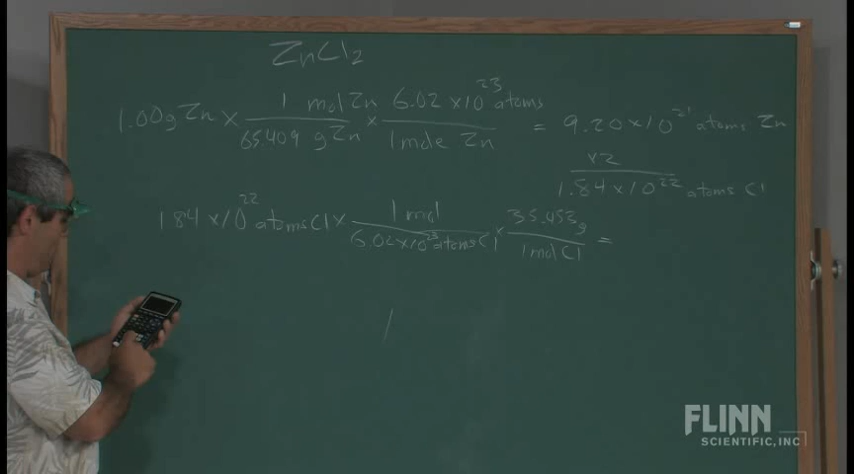 ZnCl2
1.00g Zn × 1 mol Zn / 65.409 g Zn × 6.02 ×10^23 atoms / 1 mole Zn = 9.20×10^21 atoms Zn
×2
1.84×10^22 atoms Cl
1.84 ×10^22 atoms Cl × 1 mol / 6.02×10^23 atoms Cl × 35.453g / 1 mol Cl =
FLINN
SCIENTIFIC, INC